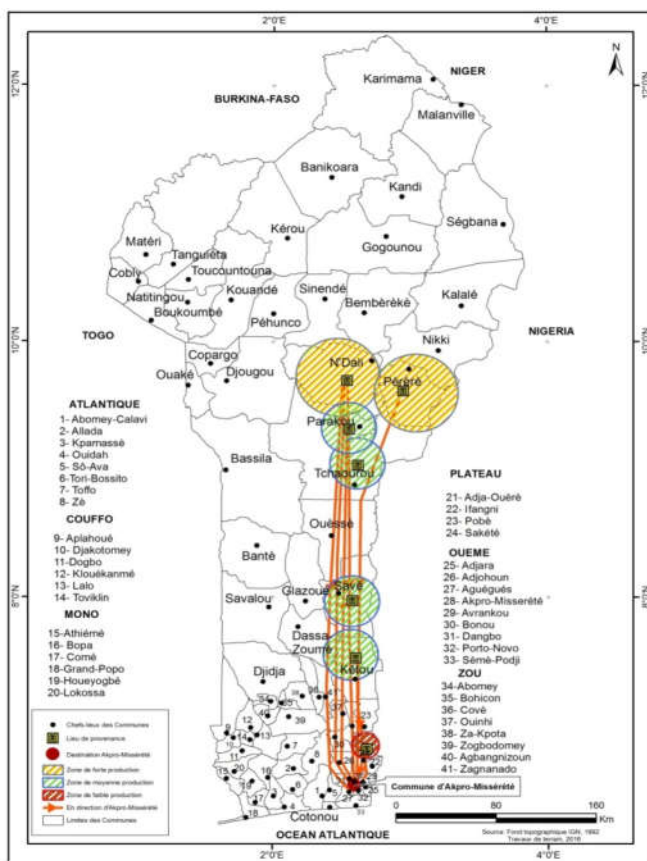 2°0'E
4°0'E
N
12°0'N
12°0'N
Karimama
NIGER
BURKINA-FASO
Malanville
Banikoara
Kandi
Ségbana
Kérou
Gogounou
Matéri
Tanguiéta
Cobly
Toucountouna
Kouandé
Sinendé
Kalalé
Natitingou
Bembèrèkè
Boukoumbé
Péhunco
TOGO
NIGERIA
10°0'N
10°0'N
Nikki
Copargo
N'Dali
Ouaké
Djougou
Pérèrè
Parakou
Bassila
Tchaourou
Ouèssè
Bantè
Savè
Glazoué
Savalou
8°0'N
8°0'N
Dassa-
Zoumè
Djidja
Kétou
ATLANTIQUE
1- Abomey-Calavi
2- Allada
3- Kpamassè
4- Ouidah
5- Sô-Ava
6-Tori-Bossito
7- Toffo
8- Zè
COUFFO
9- Aplahoué
10- Djakotomey
11-Dogbo
12- Klouékanmé
13- Lalo
14- Toviklin
MONO
15-Athiémé
16- Bopa
17- Comè
18-Grand-Popo
19-Houeyogbé
20-Lokossa
PLATEAU
21- Adja-Ouèrè
22- Ifangni
23- Pobè
24- Sakété
OUEME
25- Adjara
26- Adjohoun
27- Aguégués
28- Akpro-Misserété
29- Avrankou
30- Bonou
31- Dangbo
32- Porto-Novo
33- Sèmè-Podji
ZOU
34-Abomey
35- Bohicon
36- Covè
37- Ouinhi
38- Za-Kpota
39- Zogbodomey
40- Agbangnizoun
41- Zagnanado
Chefs-lieux des Communes
Lieu de provenance
Destination Akpro-Missérété
Zone de forte production
Zone de moyenne production
Zone de faible production
En direction d'Akpro-Missérété
Limites des Communes
Commune d'Akpro-Missérété
Cotonou
OCEAN ATLANTIQUE
0 80 160
Km
Source: Fond topographique IGN, 1992
Travaux de terrain, 2018
2°0'E
4°0'E